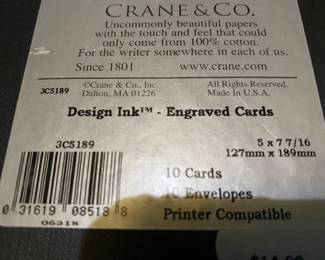 CRANE & CO.
Uncommonly beautiful papers
with the touch and feel that could
only come from 100% cotton.
For the writer somewhere in each of us.
Since 1801 www.crane.com
3C5189 ©Crane & Co., Inc. All Rights Reserved.
Dalton, MA 01226 Made in U.S.A.
Design Ink™ - Engraved Cards
3C5189 5 x 7 7/16
127mm x 189mm
10 Cards
10 Envelopes
Printer Compatible
0 31619 08518 8
06318